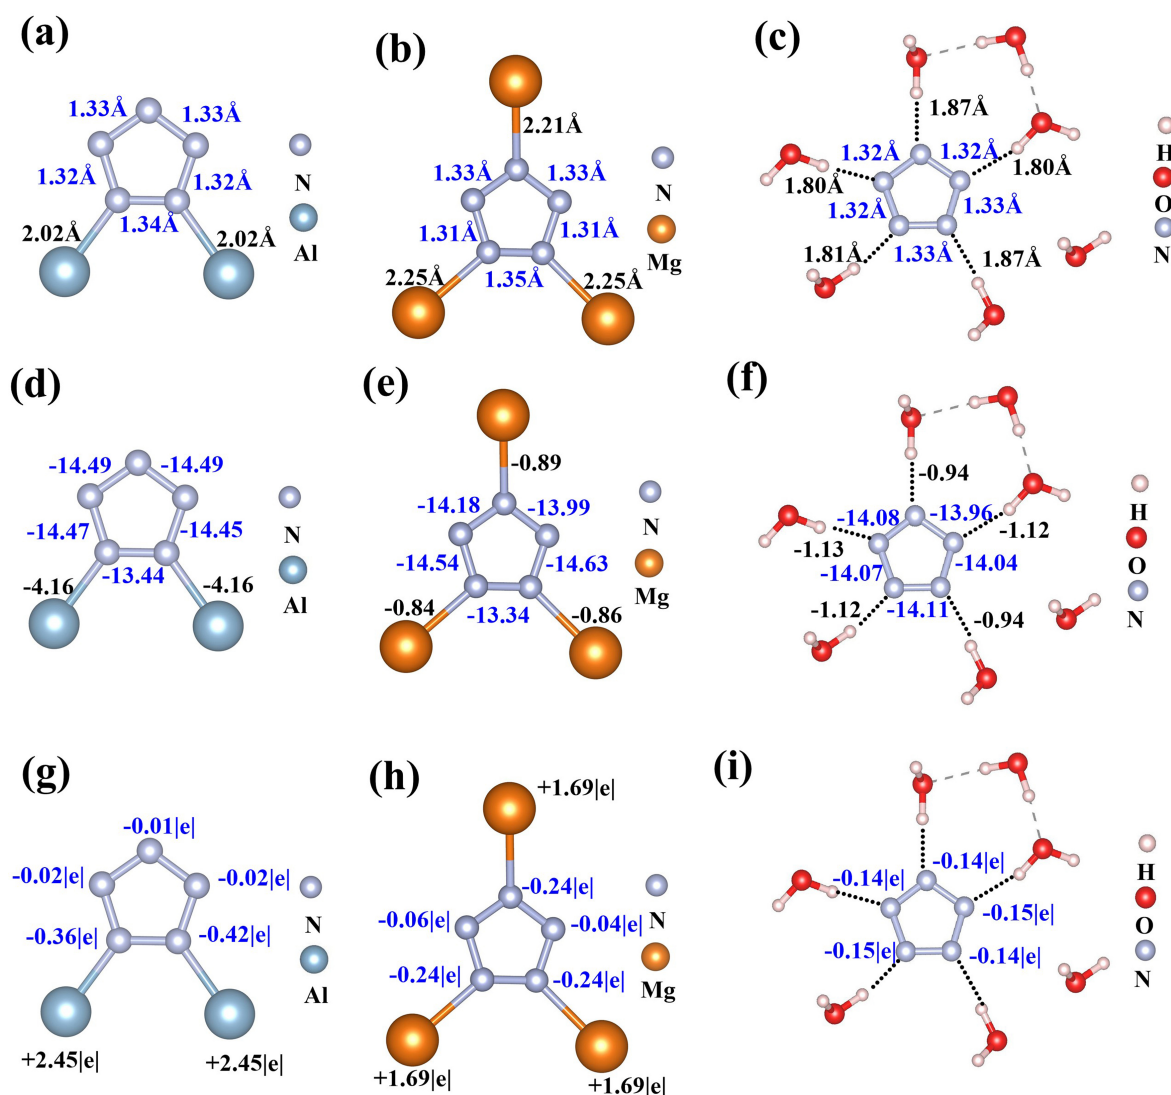 (a)
1.33Å
1.33Å
1.32Å
1.32Å
1.34Å
2.02Å
2.02Å
N
Al
(b)
2.21Å
1.33Å
1.33Å
1.31Å
1.31Å
1.35Å
2.25Å
2.25Å
N
Mg
(c)
1.87Å
1.32Å
1.32Å
1.80Å
1.80Å
1.32Å
1.33Å
1.81Å
1.33Å
1.87Å
H
O
N
(d)
-14.49
-14.49
-14.47
-14.45
-13.44
-4.16
-4.16
N
Al
(e)
-0.89
-14.18
-13.99
-14.54
-14.63
-13.34
-0.84
-0.86
N
Mg
(f)
-0.94
-14.08
-13.96
-1.13
-1.12
-14.07
-14.04
-1.12
-14.11
-0.94
H
O
N
(g)
-0.01|e|
-0.02|e|
-0.02|e|
-0.36|e|
-0.42|e|
+2.45|e|
+2.45|e|
N
Al
(h)
+1.69|e|
-0.24|e|
-0.06|e|
-0.04|e|
-0.24|e|
-0.24|e|
+1.69|e|
+1.69|e|
N
Mg
(i)
-0.14|e|
-0.14|e|
-0.15|e|
-0.15|e|
-0.14|e|
H
O
N